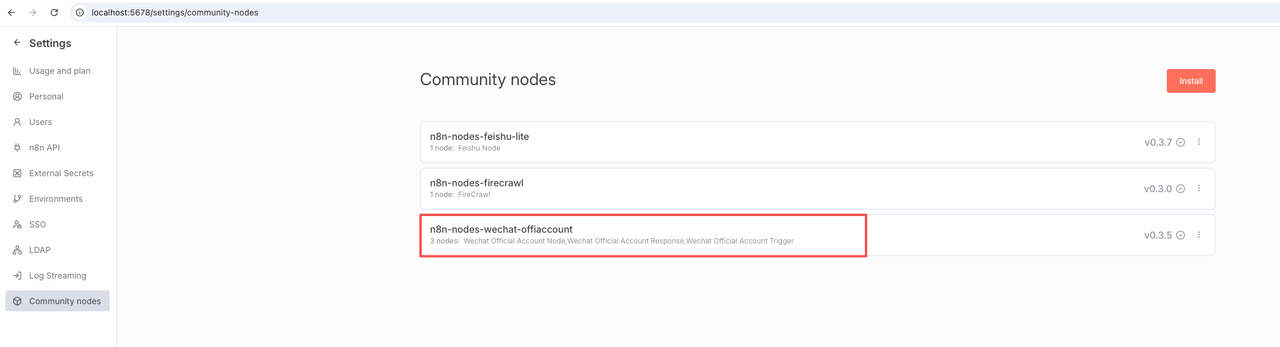 localhost:5678/settings/community-nodes
Settings
Usage and plan
Personal
Users
n8n API
External Secrets
Environments
SSO
LDAP
Log Streaming
Community nodes
Community nodes
Install
n8n-nodes-feishu-lite
1 node: Feishu Node
v0.3.7
n8n-nodes-firecrawl
1 node: FireCrawl
v0.3.0
n8n-nodes-wechat-offiaccount
3 nodes: Wechat Official Account Node,Wechat Official Account Response,Wechat Official Account Trigger
v0.3.5